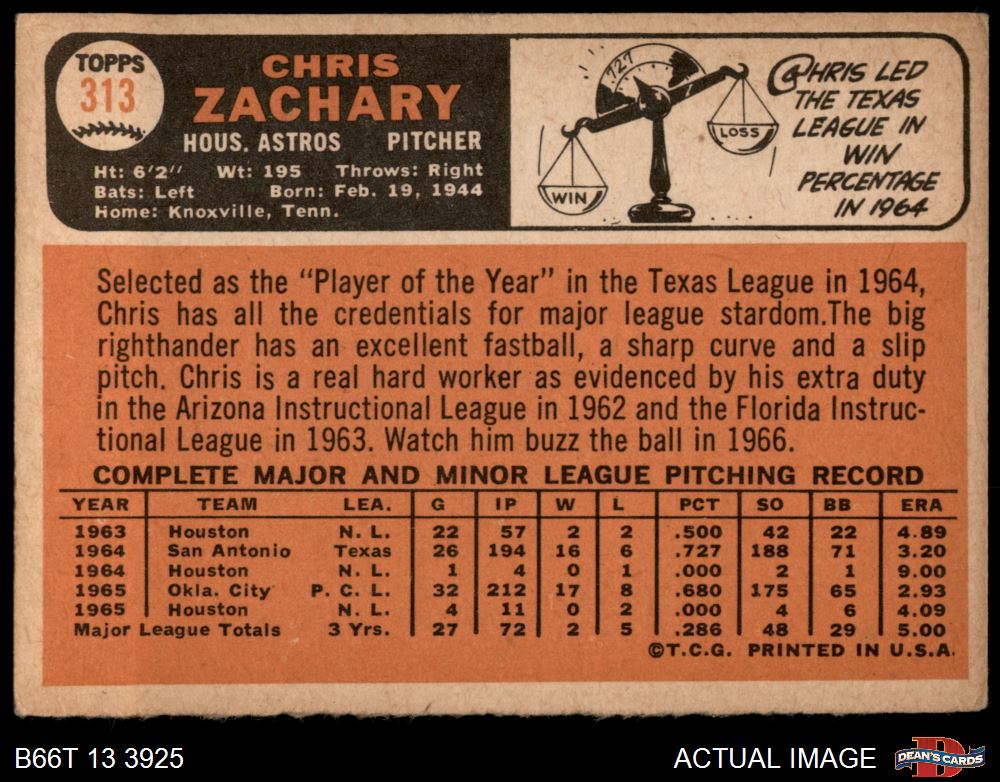 TOPPS
313
CHRIS
ZACHARY
HOUS. ASTROS PITCHER
Ht: 6'2" Wt: 195 Throws: Right
Bats: Left Born: Feb. 19, 1944
Home: Knoxville, Tenn.
727
WIN
LOSS
CHRIS LED
THE TEXAS
LEAGUE IN
WIN
PERCENTAGE
IN 1964
Selected as the "Player of the Year" in the Texas League in 1964,
Chris has all the credentials for major league stardom.The big
righthander has an excellent fastball, a sharp curve and a slip
pitch. Chris is a real hard worker as evidenced by his extra duty
in the Arizona Instructional League in 1962 and the Florida Instruc-
tional League in 1963. Watch him buzz the ball in 1966.
COMPLETE MAJOR AND MINOR LEAGUE PITCHING RECORD
YEAR TEAM LEA. G IP W L PCT SO BB ERA
1963 Houston N. L. 22 57 2 2 .500 42 22 4.89
1964 San Antonio Texas 26 194 16 6 .727 188 71 3.20
1964 Houston N. L. 1 4 0 1 .000 2 1 9.00
1965 Okla. City P. C. L. 32 212 17 8 .680 175 65 2.93
1965 Houston N. L. 4 11 0 2 .000 4 6 4.09
Major League Totals 3 Yrs. 27 72 2 5 .286 48 29 5.00
©T.C.G. PRINTED IN U.S.A.
B66T 13 3925
ACTUAL IMAGE
D
DEAN'S CARDS